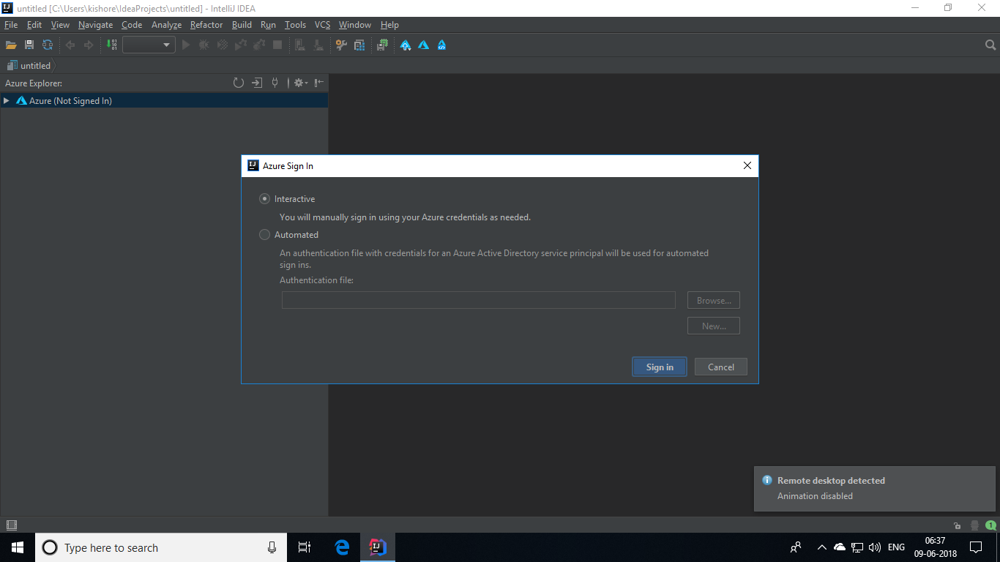 untitled [C:\Users\kishore\IdeaProjects\untitled] - IntelliJ IDEA
File Edit View Navigate Code Analyze Refactor Build Run Tools VCS Window Help
untitled
Azure Explorer:
Azure (Not Signed In)
Azure Sign In
Interactive
You will manually sign in using your Azure credentials as needed.
Automated
An authentication file with credentials for an Azure Active Directory service principal will be used for automated
sign ins.
Authentication file:
Browse...
New...
Sign in Cancel
Remote desktop detected
Animation disabled
1
Type here to search
ENG
06:37
09-06-2018